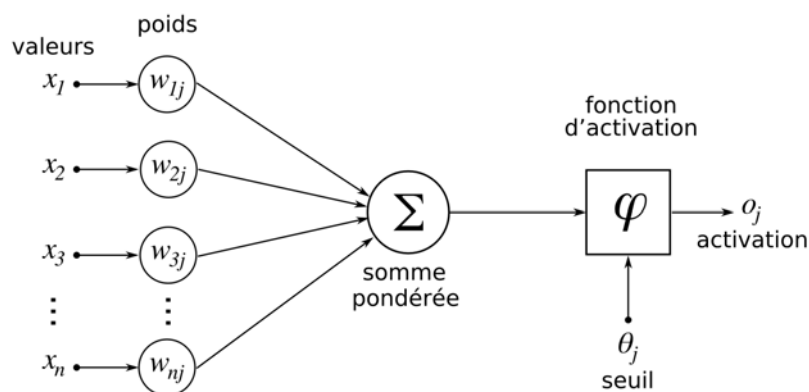 poids
valeurs
x1
w1j
x2
w2j
x3
w3j
⋮
⋮
xn
wnj
Σ
somme
pondérée
fonction
d'activation
φ
oj
activation
θj
seuil